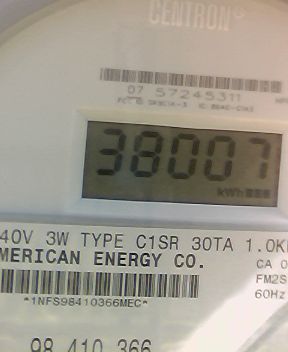 CENTRON®
07 57245311
38007
kWh
40V 3W TYPE C1SR 30TA 1.0K
MERICAN ENERGY CO.
CA 0
FM2S
60Hz
*1NFS98410366MEC*
98 410 366